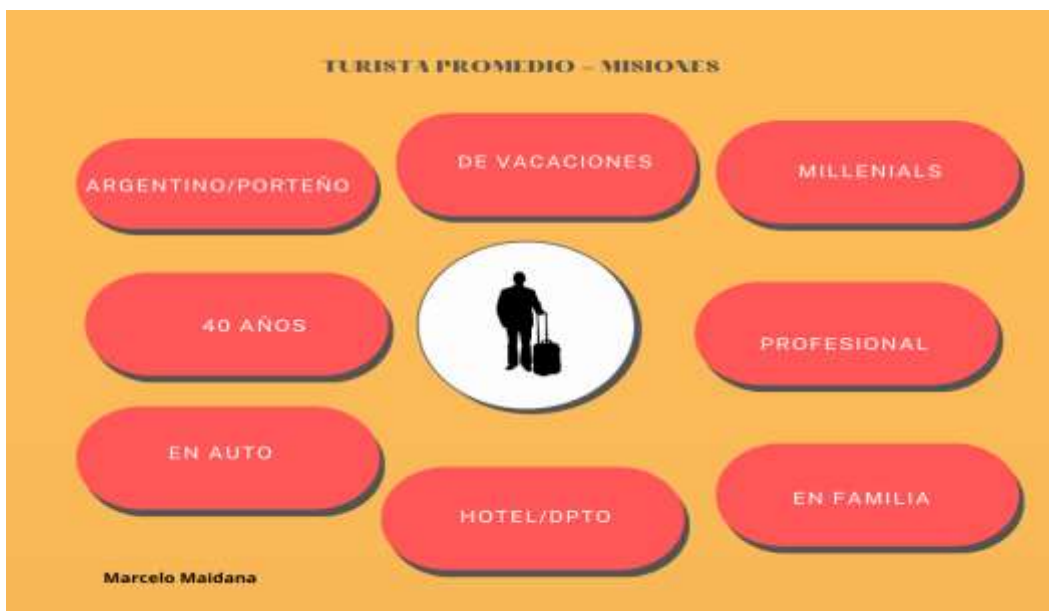 TURISTA PROMEDIO – MISIONES
ARGENTINO/PORTEÑO
DE VACACIONES
MILLENIALS
40 AÑOS
PROFESIONAL
EN AUTO
HOTEL/DPTO
EN FAMILIA
Marcelo Maidana